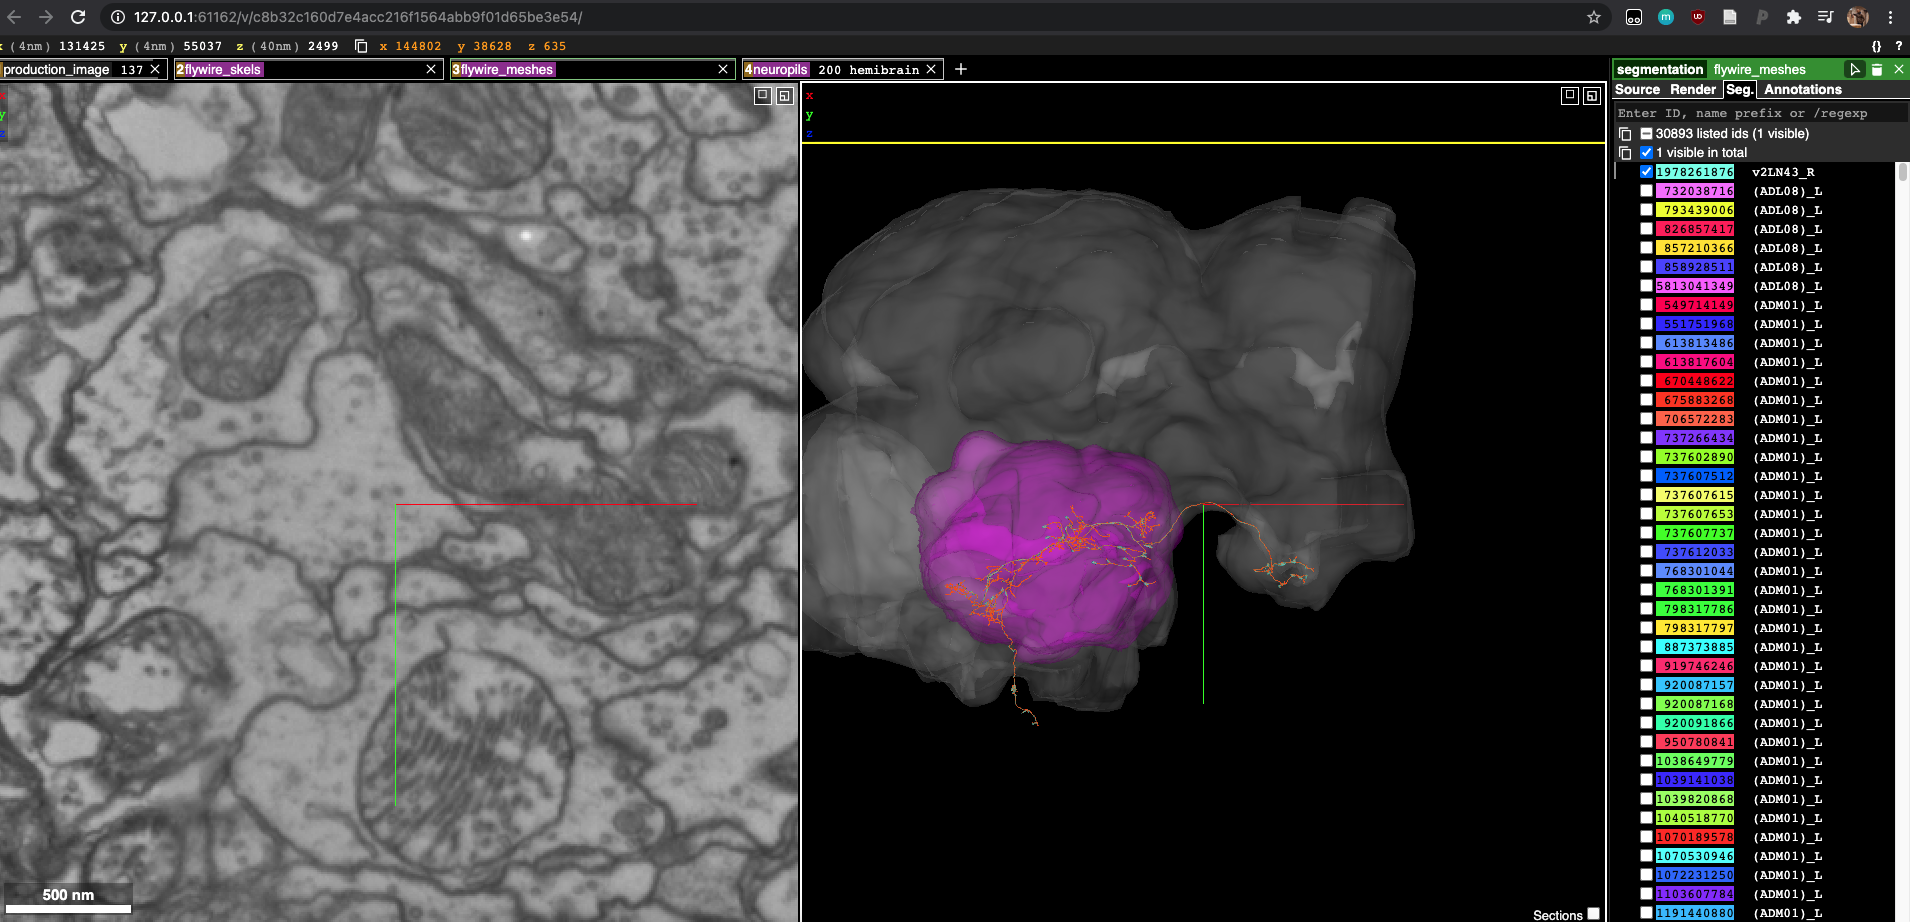 127.0.0.1:61162/v/c8b32c160d7e4acc216f1564abb9f01d65be3e54/
x (4nm) 131425 y (4nm) 55037 z (40nm) 2499 x 144802 y 38628 z 635 {} ?
production_image 137 2 flywire_skels 3 flywire_meshes 4 neuropils 200 hemibrain +
x
y
z
x
y
z
500 nm
Sections
segmentation flywire_meshes
Source Render Seg. Annotations
Enter ID, name prefix or /regexp
30893 listed ids (1 visible)
1 visible in total
1978261876 v2LN43_R
732038716 (ADL08)_L
793439006 (ADL08)_L
826857417 (ADL08)_L
857210366 (ADL08)_L
858928511 (ADL08)_L
5813041349 (ADL08)_L
549714149 (ADM01)_L
551751968 (ADM01)_L
613813486 (ADM01)_L
613817604 (ADM01)_L
670448622 (ADM01)_L
675883268 (ADM01)_L
706572283 (ADM01)_L
737266434 (ADM01)_L
737602890 (ADM01)_L
737607512 (ADM01)_L
737607615 (ADM01)_L
737607653 (ADM01)_L
737607737 (ADM01)_L
737612033 (ADM01)_L
768301044 (ADM01)_L
768301391 (ADM01)_L
798317786 (ADM01)_L
798317797 (ADM01)_L
887373885 (ADM01)_L
919746246 (ADM01)_L
920087157 (ADM01)_L
920087168 (ADM01)_L
920091866 (ADM01)_L
950780841 (ADM01)_L
1038649779 (ADM01)_L
1039141038 (ADM01)_L
1039820868 (ADM01)_L
1040518770 (ADM01)_L
1070189578 (ADM01)_L
1070530946 (ADM01)_L
1072231250 (ADM01)_L
1103607784 (ADM01)_L
1191440880 (ADM01)_L